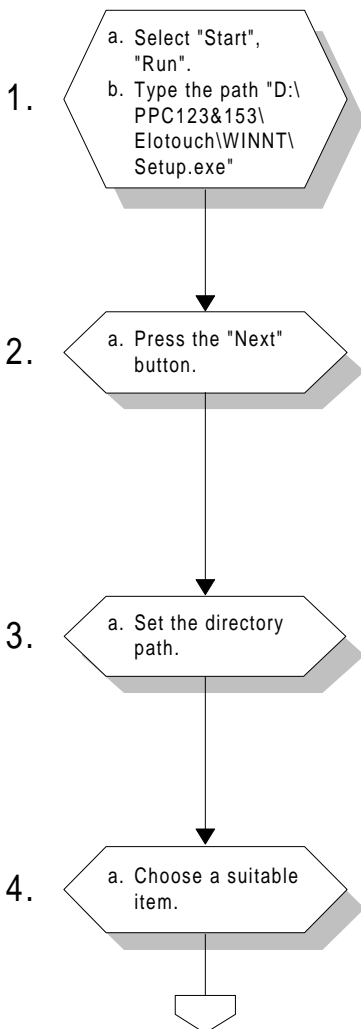 1.
a. Select "Start",
"Run".
b. Type the path "D:\
PPC123&153\
Elotouch\WINNT\
Setup.exe"
2.
a. Press the "Next"
button.
3.
a. Set the directory
path.
4.
a. Choose a suitable
item.